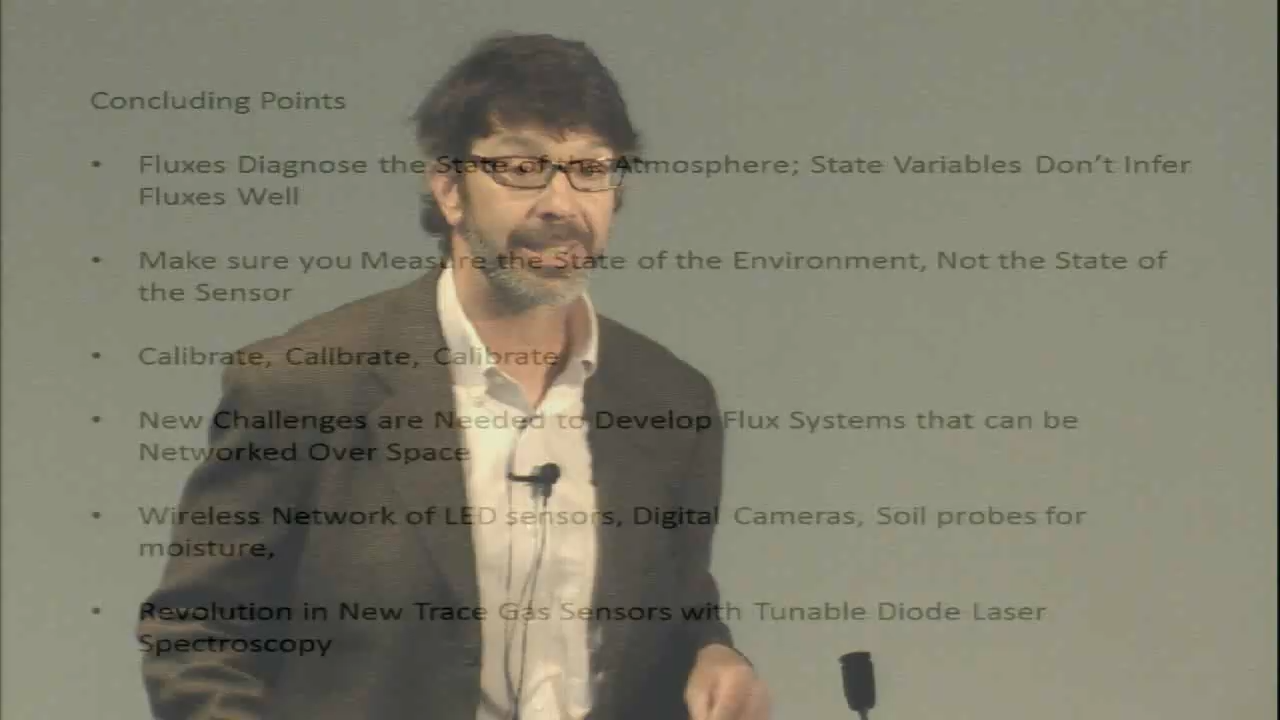 Concluding Points
• Fluxes Diagnose the State of the Atmosphere; State Variables Don't Infer
Fluxes Well
• Make sure you Measure the State of the Environment, Not the State of
the Sensor
• Calibrate, Calibrate, Calibrate
• New Challenges are Needed to Develop Flux Systems that can be
Networked Over Space
• Wireless Network of LED sensors, Digital Cameras, Soil probes for
moisture,
• Revolution in New Trace Gas Sensors with Tunable Diode Laser
Spectroscopy